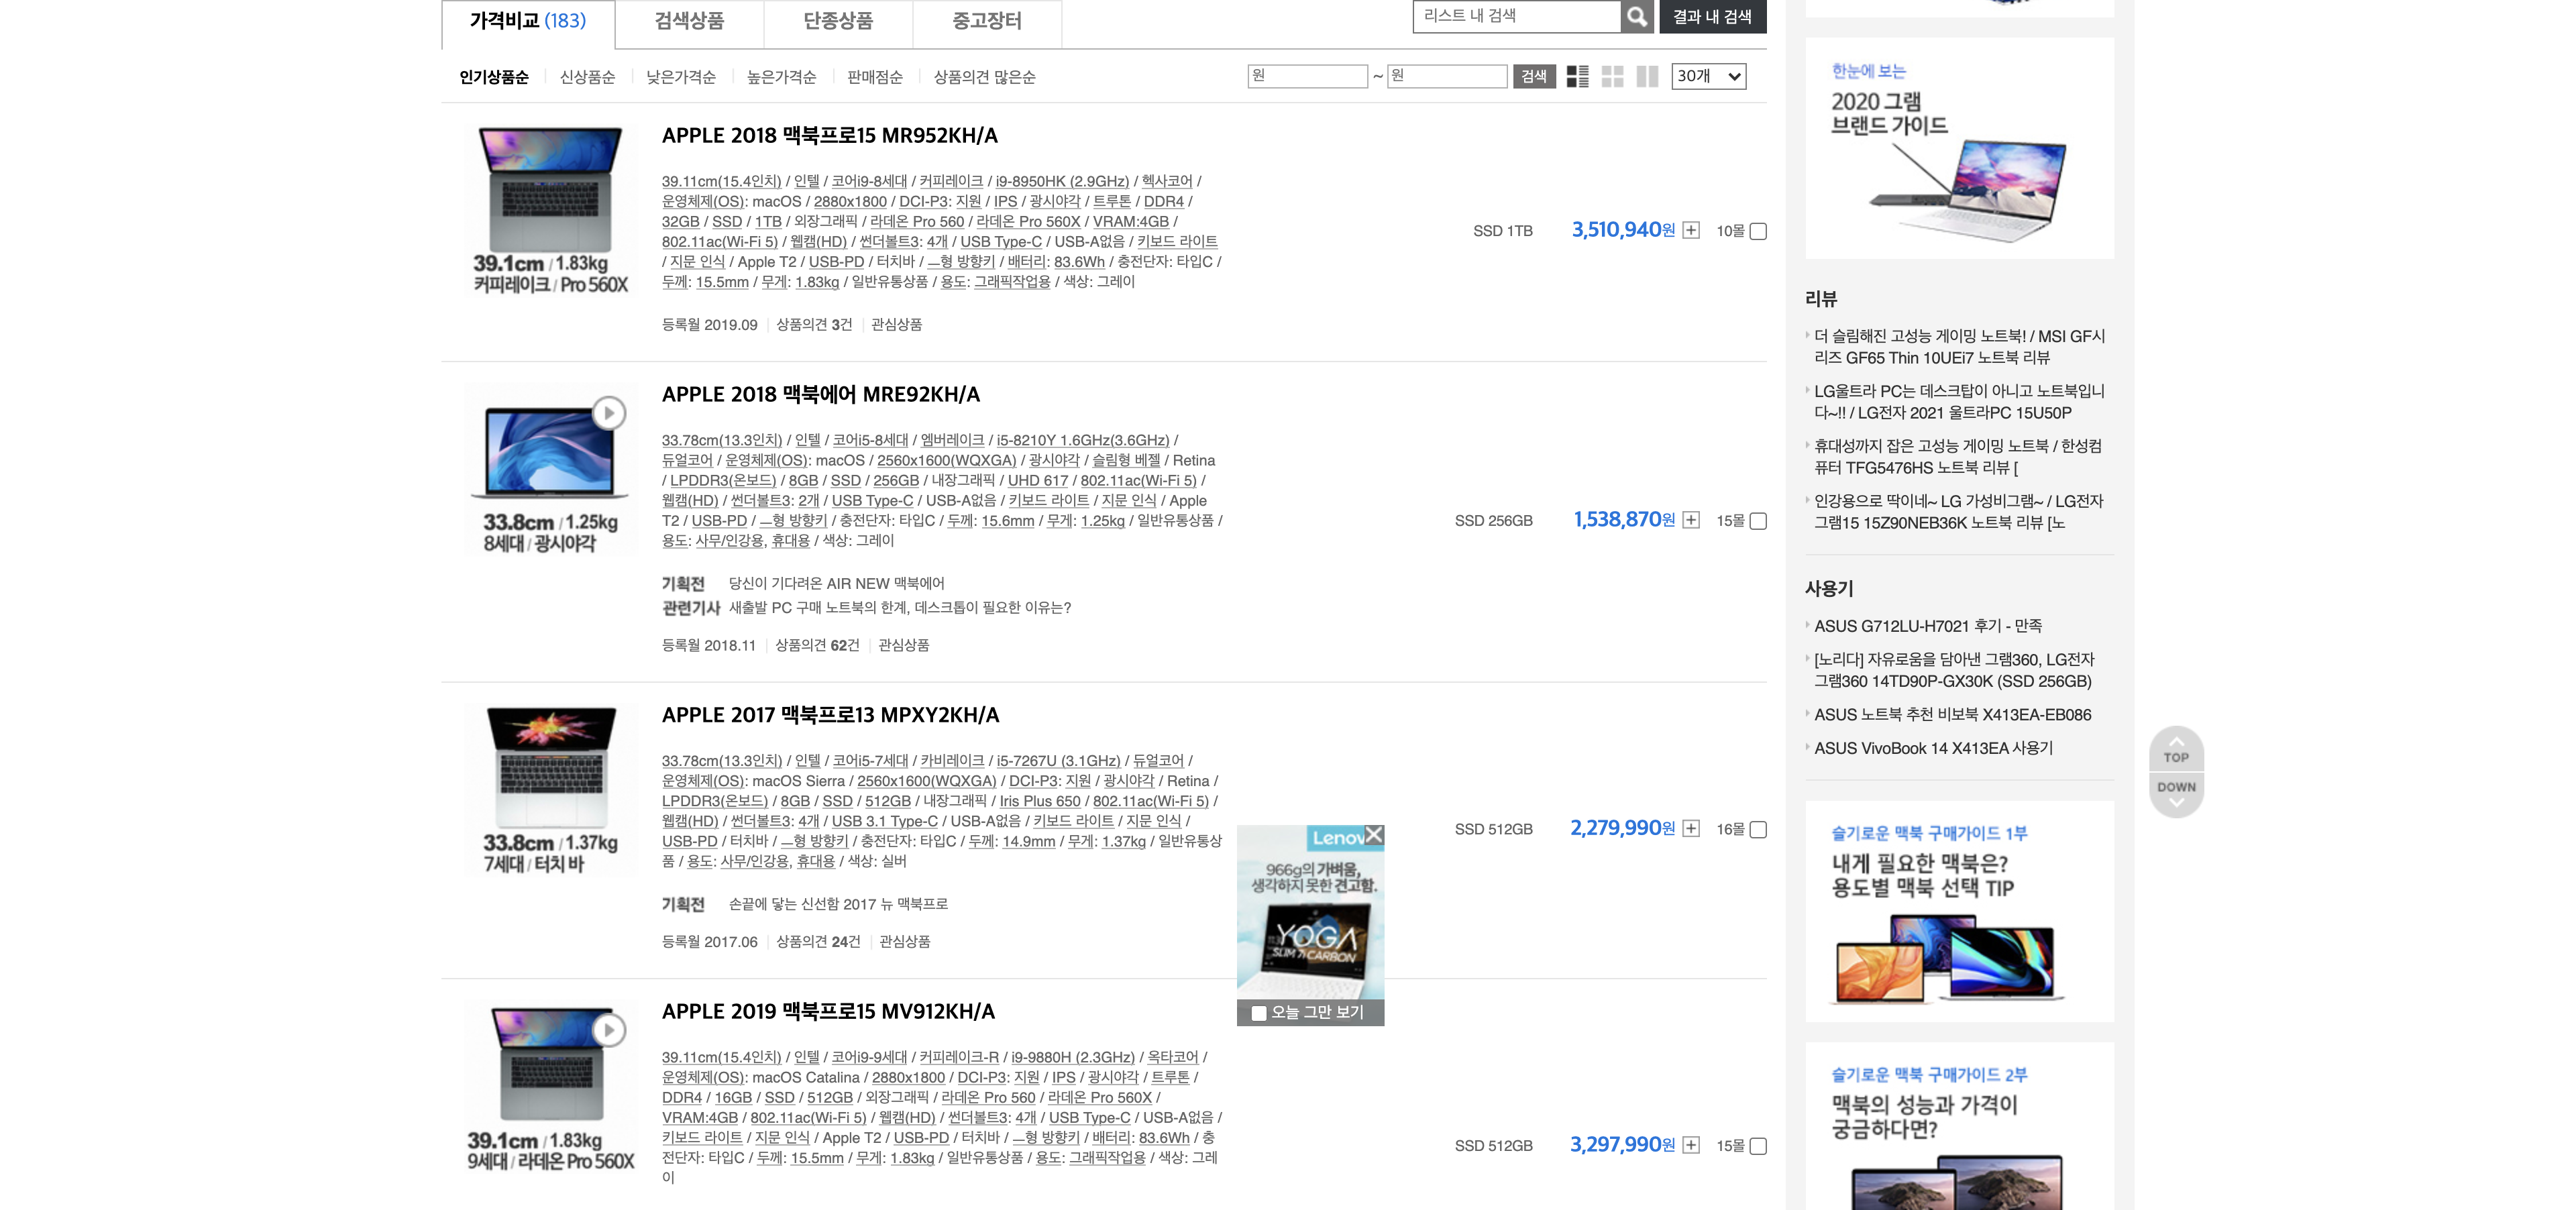 가격비교 (183)
검색상품
단종상품
중고장터
리스트 내 검색
결과 내 검색
인기상품순
신상품순
낮은가격순
높은가격순
판매점순
상품의견 많은순
원
~ 원
검색
30개
39.1cm / 1.83kg
커피레이크 / Pro 560X
APPLE 2018 맥북프로15 MR952KH/A
39.11cm(15.4인치) / 인텔 / 코어i9-8세대 / 커피레이크 / i9-8950HK (2.9GHz) / 헥사코어 /
운영체제(OS): macOS / 2880x1800 / DCI-P3: 지원 / IPS / 광시야각 / 트루톤 / DDR4 /
32GB / SSD / 1TB / 외장그래픽 / 라데온 Pro 560 / 라데온 Pro 560X / VRAM:4GB /
802.11ac(Wi-Fi 5) / 웹캠(HD) / 썬더볼트3: 4개 / USB Type-C / USB-A없음 / 키보드 라이트
/ 지문 인식 / Apple T2 / USB-PD / 터치바 / ㅡ형 방향키 / 배터리: 83.6Wh / 충전단자: 타입C /
두께: 15.5mm / 무게: 1.83kg / 일반유통상품 / 용도: 그래픽작업용 / 색상: 그레이
등록월 2019.09
상품의견 3건
관심상품
SSD 1TB
3,510,940원
10몰
33.8cm / 1.25kg
8세대 / 광시야각
APPLE 2018 맥북에어 MRE92KH/A
33.78cm(13.3인치) / 인텔 / 코어i5-8세대 / 엠버레이크 / i5-8210Y 1.6GHz(3.6GHz) /
듀얼코어 / 운영체제(OS): macOS / 2560x1600(WQXGA) / 광시야각 / 슬림형 베젤 / Retina
/ LPDDR3(온보드) / 8GB / SSD / 256GB / 내장그래픽 / UHD 617 / 802.11ac(Wi-Fi 5) /
웹캠(HD) / 썬더볼트3: 2개 / USB Type-C / USB-A없음 / 키보드 라이트 / 지문 인식 / Apple
T2 / USB-PD / ㅡ형 방향키 / 충전단자: 타입C / 두께: 15.6mm / 무게: 1.25kg / 일반유통상품 /
용도: 사무/인강용, 휴대용 / 색상: 그레이
기획전 당신이 기다려온 AIR NEW 맥북에어
관련기사 새출발 PC 구매 노트북의 한계, 데스크톱이 필요한 이유는?
등록월 2018.11
상품의견 62건
관심상품
SSD 256GB
1,538,870원
15몰
33.8cm / 1.37kg
7세대 / 터치 바
APPLE 2017 맥북프로13 MPXY2KH/A
33.78cm(13.3인치) / 인텔 / 코어i5-7세대 / 카비레이크 / i5-7267U (3.1GHz) / 듀얼코어 /
운영체제(OS): macOS Sierra / 2560x1600(WQXGA) / DCI-P3: 지원 / 광시야각 / Retina /
LPDDR3(온보드) / 8GB / SSD / 512GB / 내장그래픽 / Iris Plus 650 / 802.11ac(Wi-Fi 5) /
웹캠(HD) / 썬더볼트3: 4개 / USB 3.1 Type-C / USB-A없음 / 키보드 라이트 / 지문 인식 /
USB-PD / 터치바 / ㅡ형 방향키 / 충전단자: 타입C / 두께: 14.9mm / 무게: 1.37kg / 일반유통상
품 / 용도: 사무/인강용, 휴대용 / 색상: 실버
기획전 손끝에 닿는 신선함 2017 뉴 맥북프로
등록월 2017.06
상품의견 24건
관심상품
SSD 512GB
2,279,990원
16몰
Lenov
966g의 가벼움,
생각하지 못한 견고함.
YOGA
SLIM 7i CARBON
오늘 그만 보기
39.1cm / 1.83kg
9세대 / 라데온 Pro 560X
APPLE 2019 맥북프로15 MV912KH/A
39.11cm(15.4인치) / 인텔 / 코어i9-9세대 / 커피레이크-R / i9-9880H (2.3GHz) / 옥타코어 /
운영체제(OS): macOS Catalina / 2880x1800 / DCI-P3: 지원 / IPS / 광시야각 / 트루톤 /
DDR4 / 16GB / SSD / 512GB / 외장그래픽 / 라데온 Pro 560 / 라데온 Pro 560X /
VRAM:4GB / 802.11ac(Wi-Fi 5) / 웹캠(HD) / 썬더볼트3: 4개 / USB Type-C / USB-A없음 /
키보드 라이트 / 지문 인식 / Apple T2 / USB-PD / 터치바 / ㅡ형 방향키 / 배터리: 83.6Wh / 충
전단자: 타입C / 두께: 15.5mm / 무게: 1.83kg / 일반유통상품 / 용도: 그래픽작업용 / 색상: 그레
이
SSD 512GB
3,297,990원
15몰
한눈에 보는
2020 그램
브랜드 가이드
리뷰
더 슬림해진 고성능 게이밍 노트북! / MSI GF시
리즈 GF65 Thin 10UEi7 노트북 리뷰
LG울트라 PC는 데스크탑이 아니고 노트북입니
다~!! / LG전자 2021 울트라PC 15U50P
휴대성까지 잡은 고성능 게이밍 노트북 / 한성컴
퓨터 TFG5476HS 노트북 리뷰 [
인강용으로 딱이네~ LG 가성비그램~ / LG전자
그램15 15Z90NEB36K 노트북 리뷰 [노
사용기
ASUS G712LU-H7021 후기 - 만족
[노리다] 자유로움을 담아낸 그램360, LG전자
그램360 14TD90P-GX30K (SSD 256GB)
ASUS 노트북 추천 비보북 X413EA-EB086
ASUS VivoBook 14 X413EA 사용기
슬기로운 맥북 구매가이드 1부
내게 필요한 맥북은?
용도별 맥북 선택 TIP
슬기로운 맥북 구매가이드 2부
맥북의 성능과 가격이
궁금하다면?
TOP
DOWN